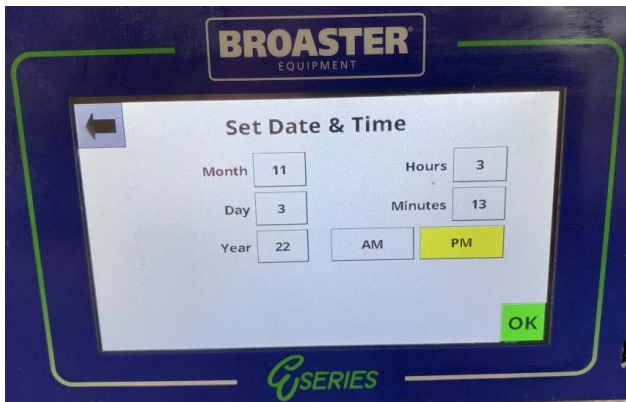 BROASTER®
EQUIPMENT
Set Date & Time
Month 11 Hours 3
Day 3 Minutes 13
Year 22 AM PM
OK
SERIES